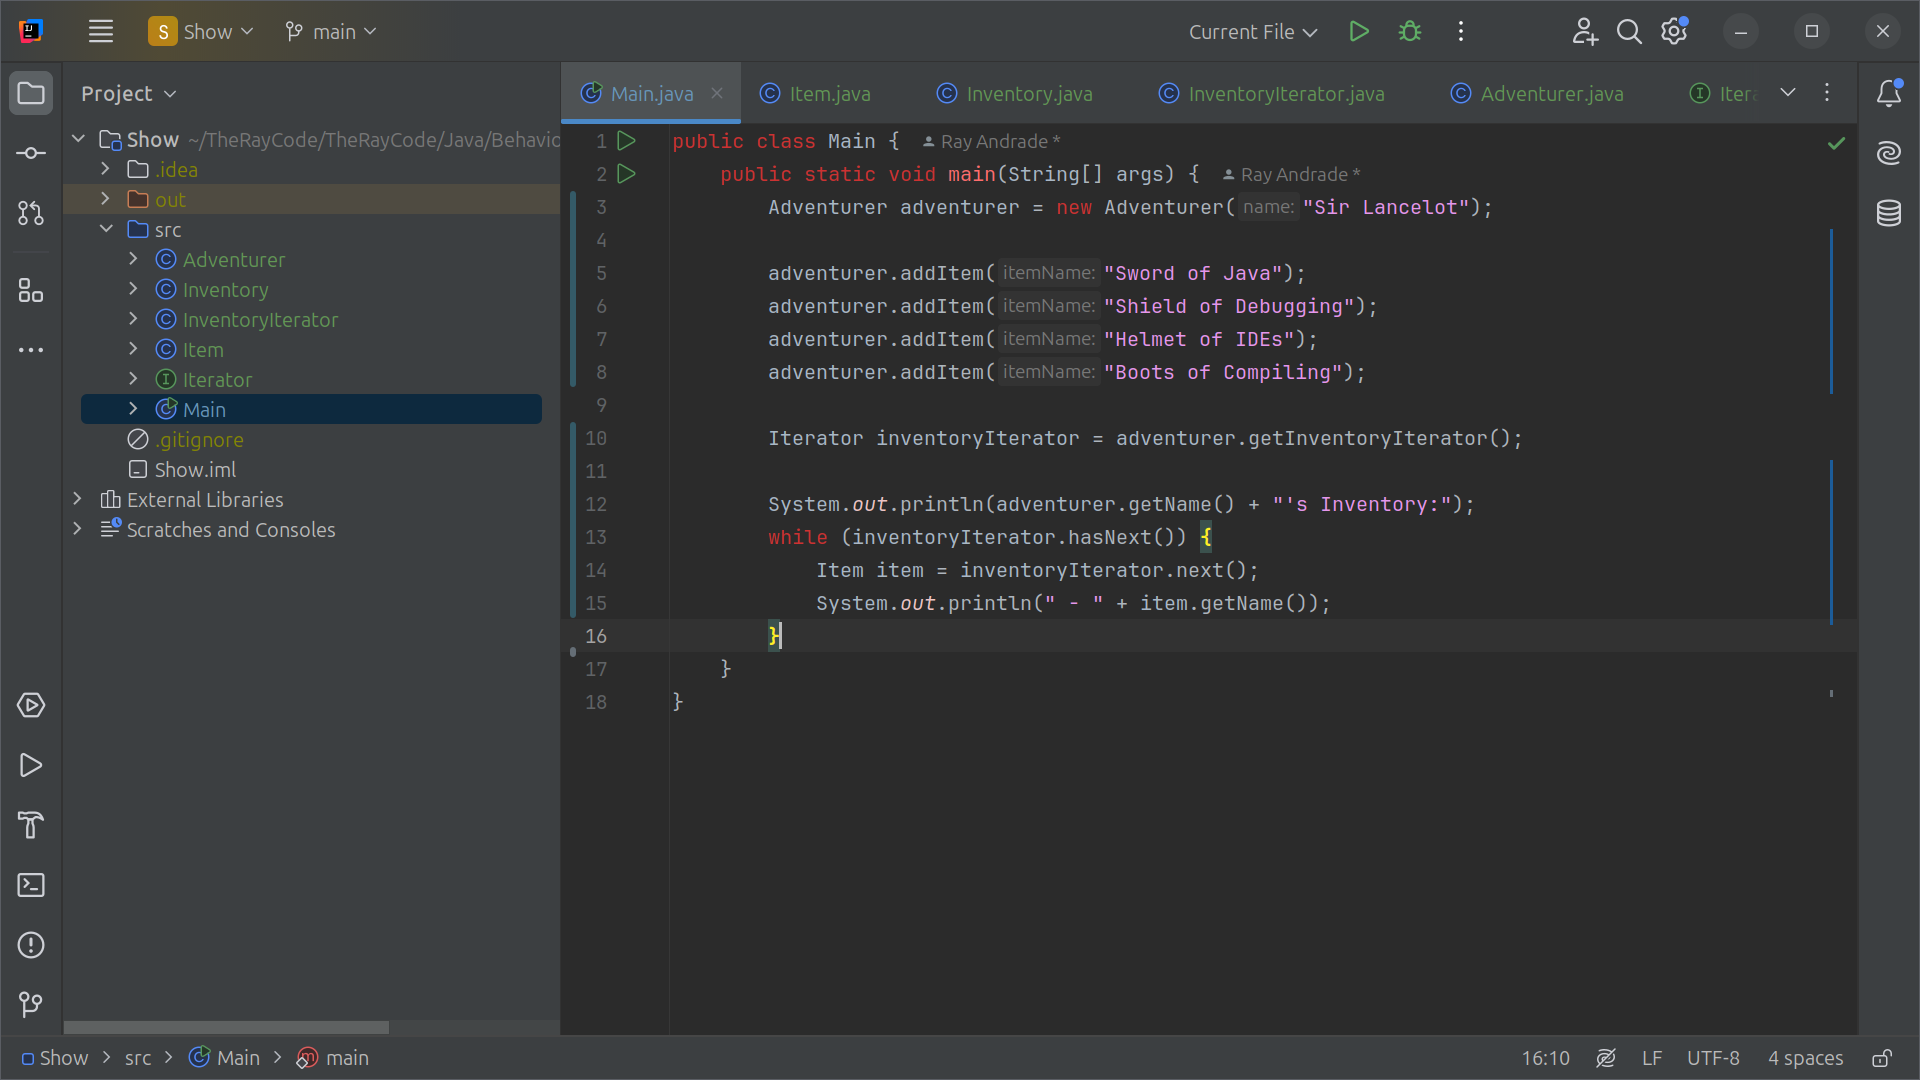 S Show main Current File
Project
Main.java Item.java Inventory.java InventoryIterator.java Adventurer.java Itera
Show ~/TheRayCode/TheRayCode/Java/Behavio
.idea
out
src
Adventurer
Inventory
InventoryIterator
Item
Iterator
Main
.gitignore
Show.iml
External Libraries
Scratches and Consoles
1 public class Main { Ray Andrade *
2 public static void main(String[] args) { Ray Andrade *
3 Adventurer adventurer = new Adventurer( name: "Sir Lancelot");
4
5 adventurer.addItem( itemName: "Sword of Java");
6 adventurer.addItem( itemName: "Shield of Debugging");
7 adventurer.addItem( itemName: "Helmet of IDEs");
8 adventurer.addItem( itemName: "Boots of Compiling");
9
10 Iterator inventoryIterator = adventurer.getInventoryIterator();
11
12 System.out.println(adventurer.getName() + "'s Inventory:");
13 while (inventoryIterator.hasNext()) {
14 Item item = inventoryIterator.next();
15 System.out.println(" - " + item.getName());
16 }
17 }
18 }
Show src Main main
16:10 LF UTF-8 4 spaces